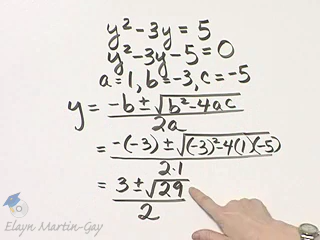 y² - 3y = 5
y² - 3y - 5 = 0
a = 1, b = -3, c = -5
y = (-b ± √(b² - 4ac)) / 2a
= (-(-3) ± √((-3)² - 4(1)(-5))) / 2·1
= (3 ± √29) / 2
Elayn Martin-Gay